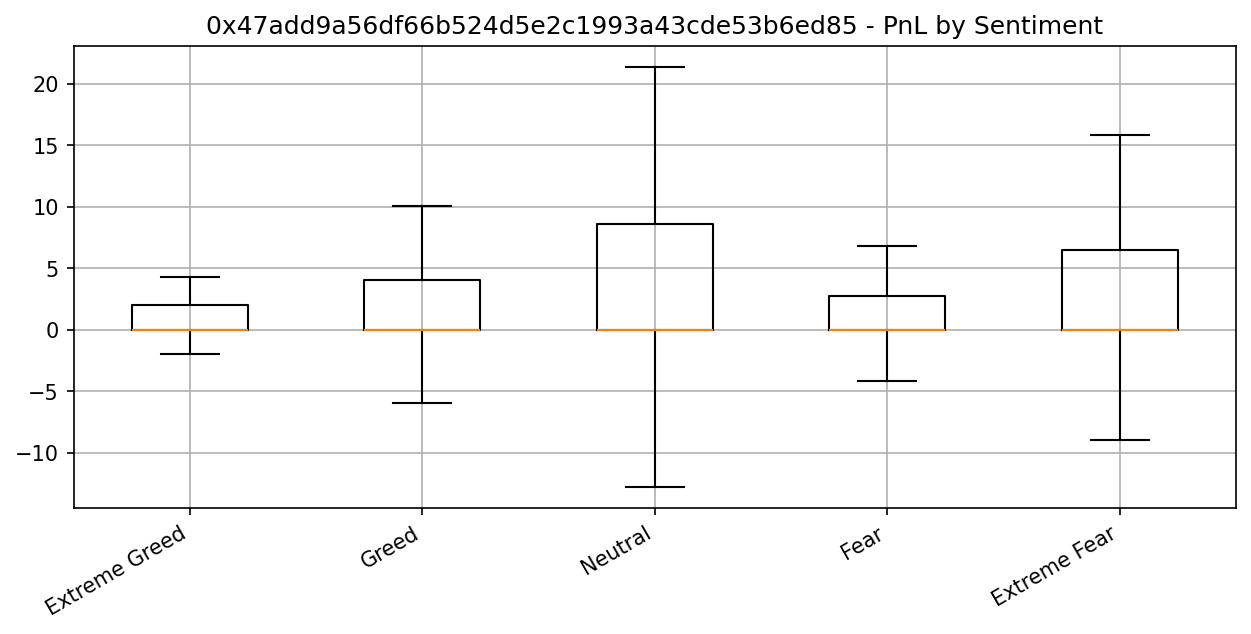 0x47add9a56df66b524d5e2c1993a43cde53b6ed85 - PnL by Sentiment
20
15
10
5
0
−5
−10
Extreme Greed
Greed
Neutral
Fear
Extreme Fear